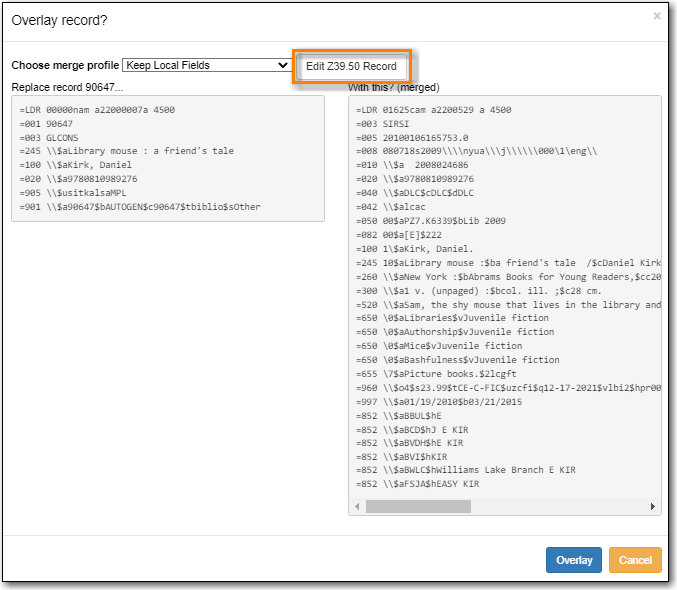 Overlay record?
×
Choose merge profile Keep Local Fields Edit Z39.50 Record
Replace record 90647...
=LDR 00000nam a22000007a 4500
=001 90647
=003 GLCONS
=245 \\$aLibrary mouse : a friend's tale
=100 \\$aKirk, Daniel
=020 \\$a9780810989276
=905 \\$usitkalsaMPL
=901 \\$a90647$bAUTOGEN$c90647$tbiblio$sOther
With this? (merged)
=LDR 01625cam a2200529 a 4500
=003 SIRSI
=005 20100106165753.0
=008 080718s2009\\\\nyua\\\j\\\\\\000\1\eng\\
=010 \\$a  2008024686
=020 \\$a9780810989276
=040 \\$aDLC$cDLC$dDLC
=042 \\$alcac
=050 00$aPZ7.K6339$bLib 2009
=082 00$a[E]$222
=100 1\$aKirk, Daniel.
=245 10$aLibrary mouse :$ba friend's tale  /$cDaniel Kirk
=260 \\$aNew York :$bAbrams Books for Young Readers,$cc20
=300 \\$a1 v. (unpaged) :$bcol. ill. ;$c28 cm.
=520 \\$aSam, the shy mouse that lives in the library and
=650 \0$aLibraries$vJuvenile fiction
=650 \0$aAuthorship$vJuvenile fiction
=650 \0$aMice$vJuvenile fiction
=650 \0$aBashfulness$vJuvenile fiction
=655 \7$aPicture books.$2lcgft
=960 \\$o4$s23.99$tCE-C-FIC$uzcfi$q12-17-2021$vlbi2$hpr00
=997 \\$a01/19/2010$b03/21/2015
=852 \\$aBBUL$hE
=852 \\$aBCD$hJ E KIR
=852 \\$aBVDH$hE KIR
=852 \\$aBVI$hKIR
=852 \\$aBWLC$hWilliams Lake Branch E KIR
=852 \\$aFSJA$hEASY KIR
Overlay Cancel